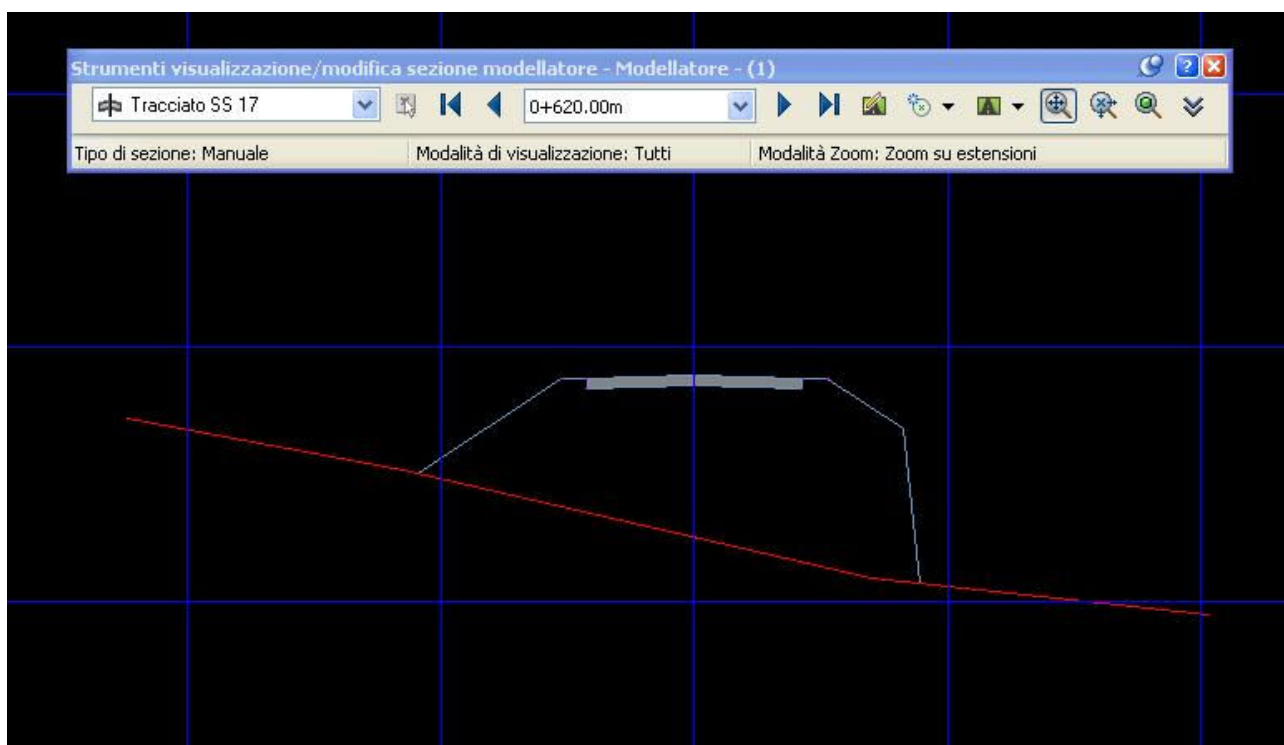 Strumenti visualizzazione/modifica sezione modellatore - Modellatore - (1)
Tracciato SS 17
0+620.00m
Tipo di sezione: Manuale
Modalità di visualizzazione: Tutti
Modalità Zoom: Zoom su estensioni